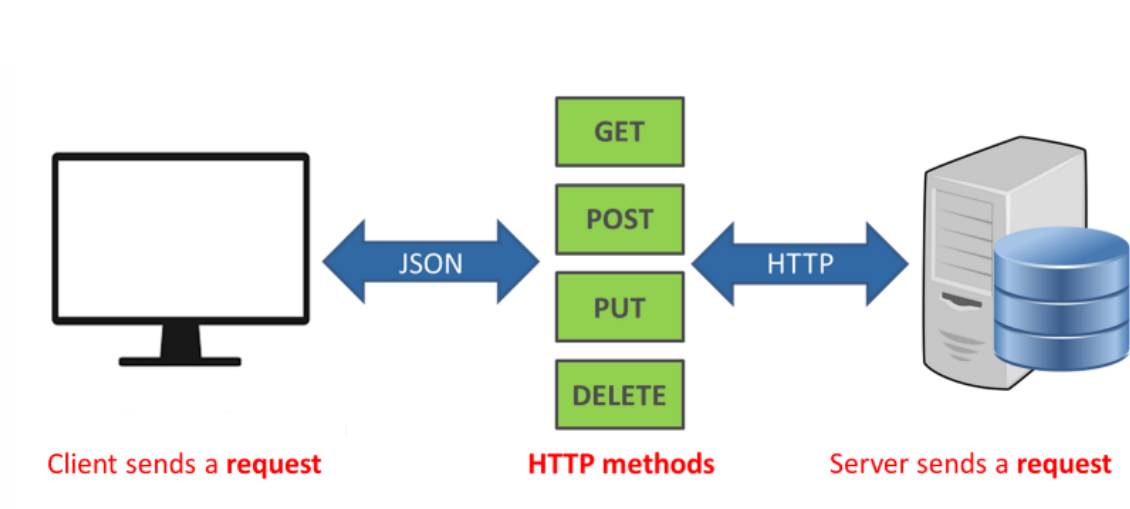 GET
POST
JSON
HTTP
PUT
DELETE
Client sends a request
HTTP methods
Server sends a request